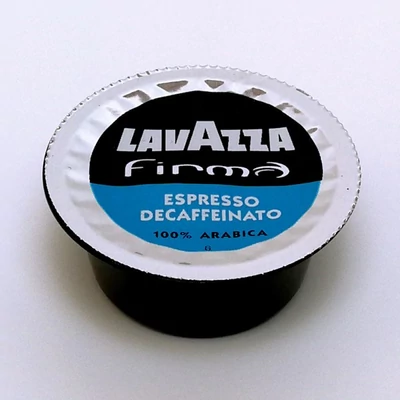 LAVAZZA
Firma
ESPRESSO
DECAFFEINATO
100% ARABICA